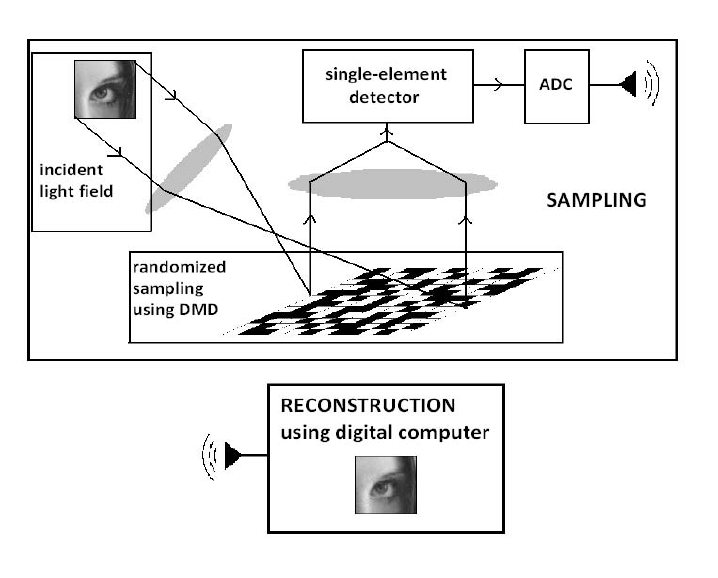 single-element
detector
ADC
incident
light field
SAMPLING
randomized
sampling
using DMD
RECONSTRUCTION
using digital computer